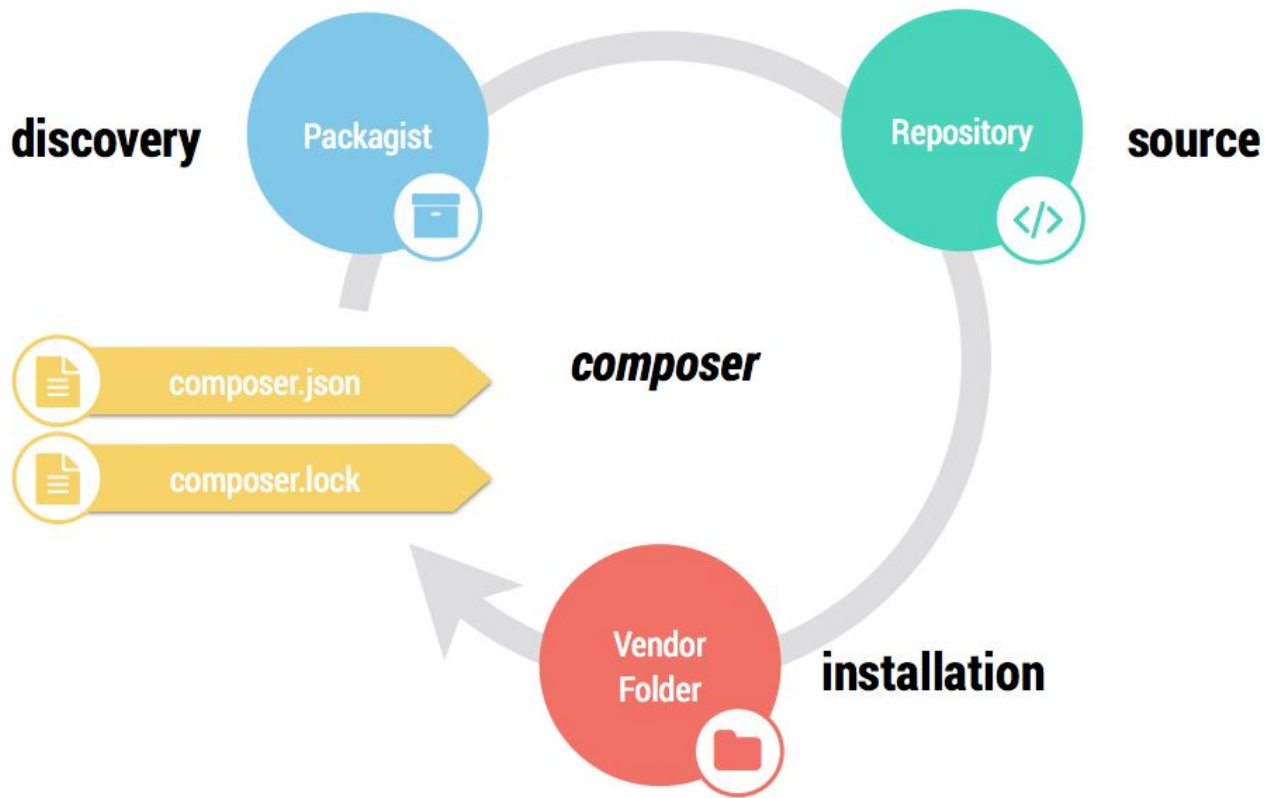 discovery
Packagist
Repository
source
</>
composer.json
composer
composer.lock
Vendor
Folder
installation